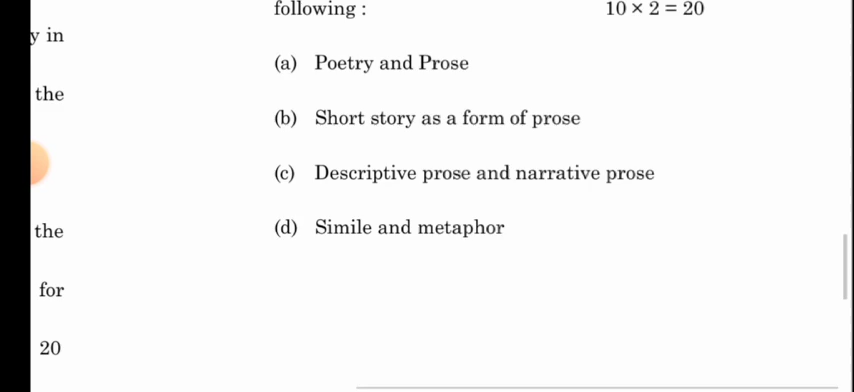 y in
the
the
for
20
following : 10 × 2 = 20
(a) Poetry and Prose
(b) Short story as a form of prose
(c) Descriptive prose and narrative prose
(d) Simile and metaphor